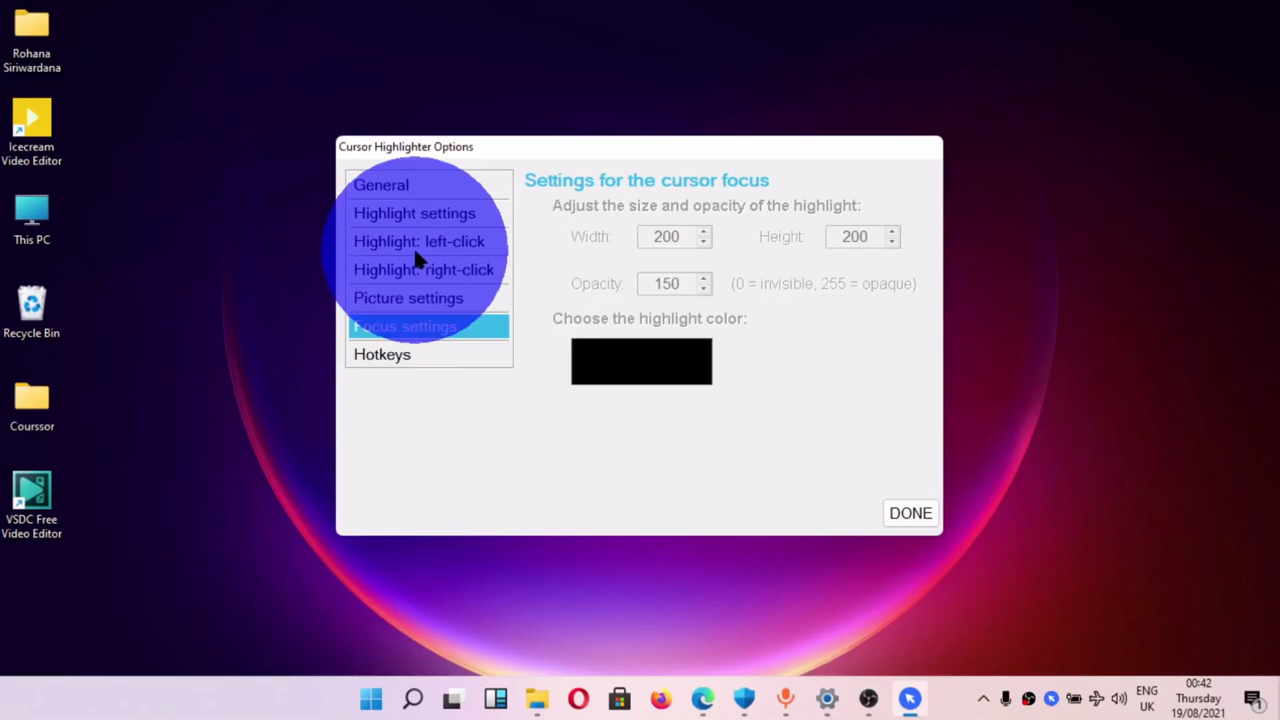 Rohana
Siriwardana
Icecream
Video Editor
This PC
Recycle Bin
Courssor
VSDC Free
Video Editor
Cursor Highlighter Options
General
Highlight settings
Highlight: left-click
Highlight: right-click
Picture settings
Focus settings
Hotkeys
Settings for the cursor focus
Adjust the size and opacity of the highlight:
Width: 200 Height: 200
Opacity: 150 (0 = invisible, 255 = opaque)
Choose the highlight color:
DONE
ENG
UK
00:42
Thursday
19/08/2021
1